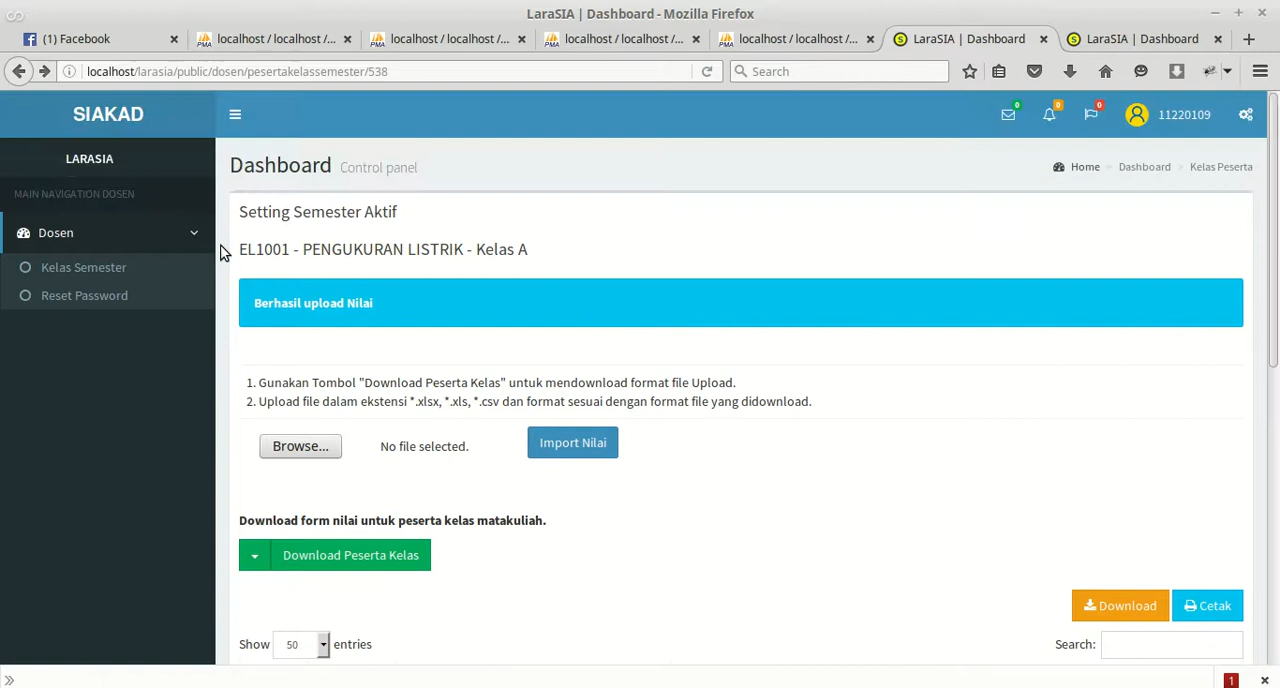 LaraSIA | Dashboard - Mozilla Firefox
(1) Facebook
localhost / localhost /...
localhost / localhost /...
localhost / localhost /...
localhost / localhost /...
LaraSIA | Dashboard
LaraSIA | Dashboard
localhost/larasia/public/dosen/pesertakelassemester/538
Search
SIAKAD
0
0
0
11220109
LARASIA
Dashboard Control panel
Home > Dashboard > Kelas Peserta
MAIN NAVIGATION DOSEN
Dosen
Kelas Semester
Reset Password
Setting Semester Aktif
EL1001 - PENGUKURAN LISTRIK - Kelas A
Berhasil upload Nilai
1. Gunakan Tombol "Download Peserta Kelas" untuk mendownload format file Upload.
2. Upload file dalam ekstensi *.xlsx, *.xls, *.csv dan format sesuai dengan format file yang didownload.
Browse... No file selected. Import Nilai
Download form nilai untuk peserta kelas matakuliah.
Download Peserta Kelas
Download Cetak
Show 50 entries Search:
1